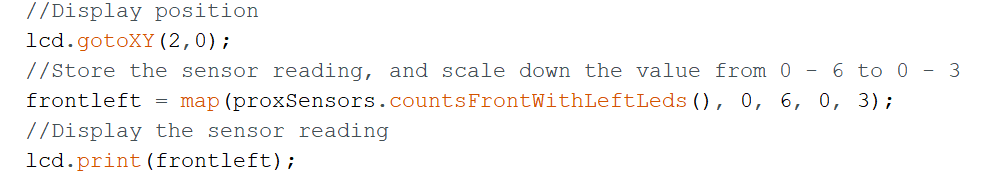 //Display position
lcd.gotoXY(2,0);
//Store the sensor reading, and scale down the value from 0 - 6 to 0 - 3
frontleft = map(proxSensors.countsFrontWithLeftLeds(), 0, 6, 0, 3);
//Display the sensor reading
lcd.print(frontleft);